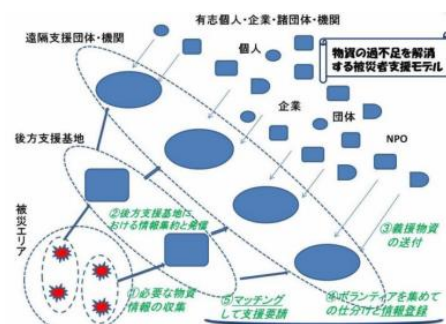 有志個人・企業・諸団体・機関
遠隔支援団体・機関
個人
物資の過不足を解消
する被災者支援モデル
企業
団体
NPO
後方支援基地
②後方支援基地に
おける情報集約と発信
③義援物資
の送付
被災エリア
①必要な物資
情報の収集
⑤マッチング
して支援要請
④ボランティアを集めて
の仕分けと情報登録